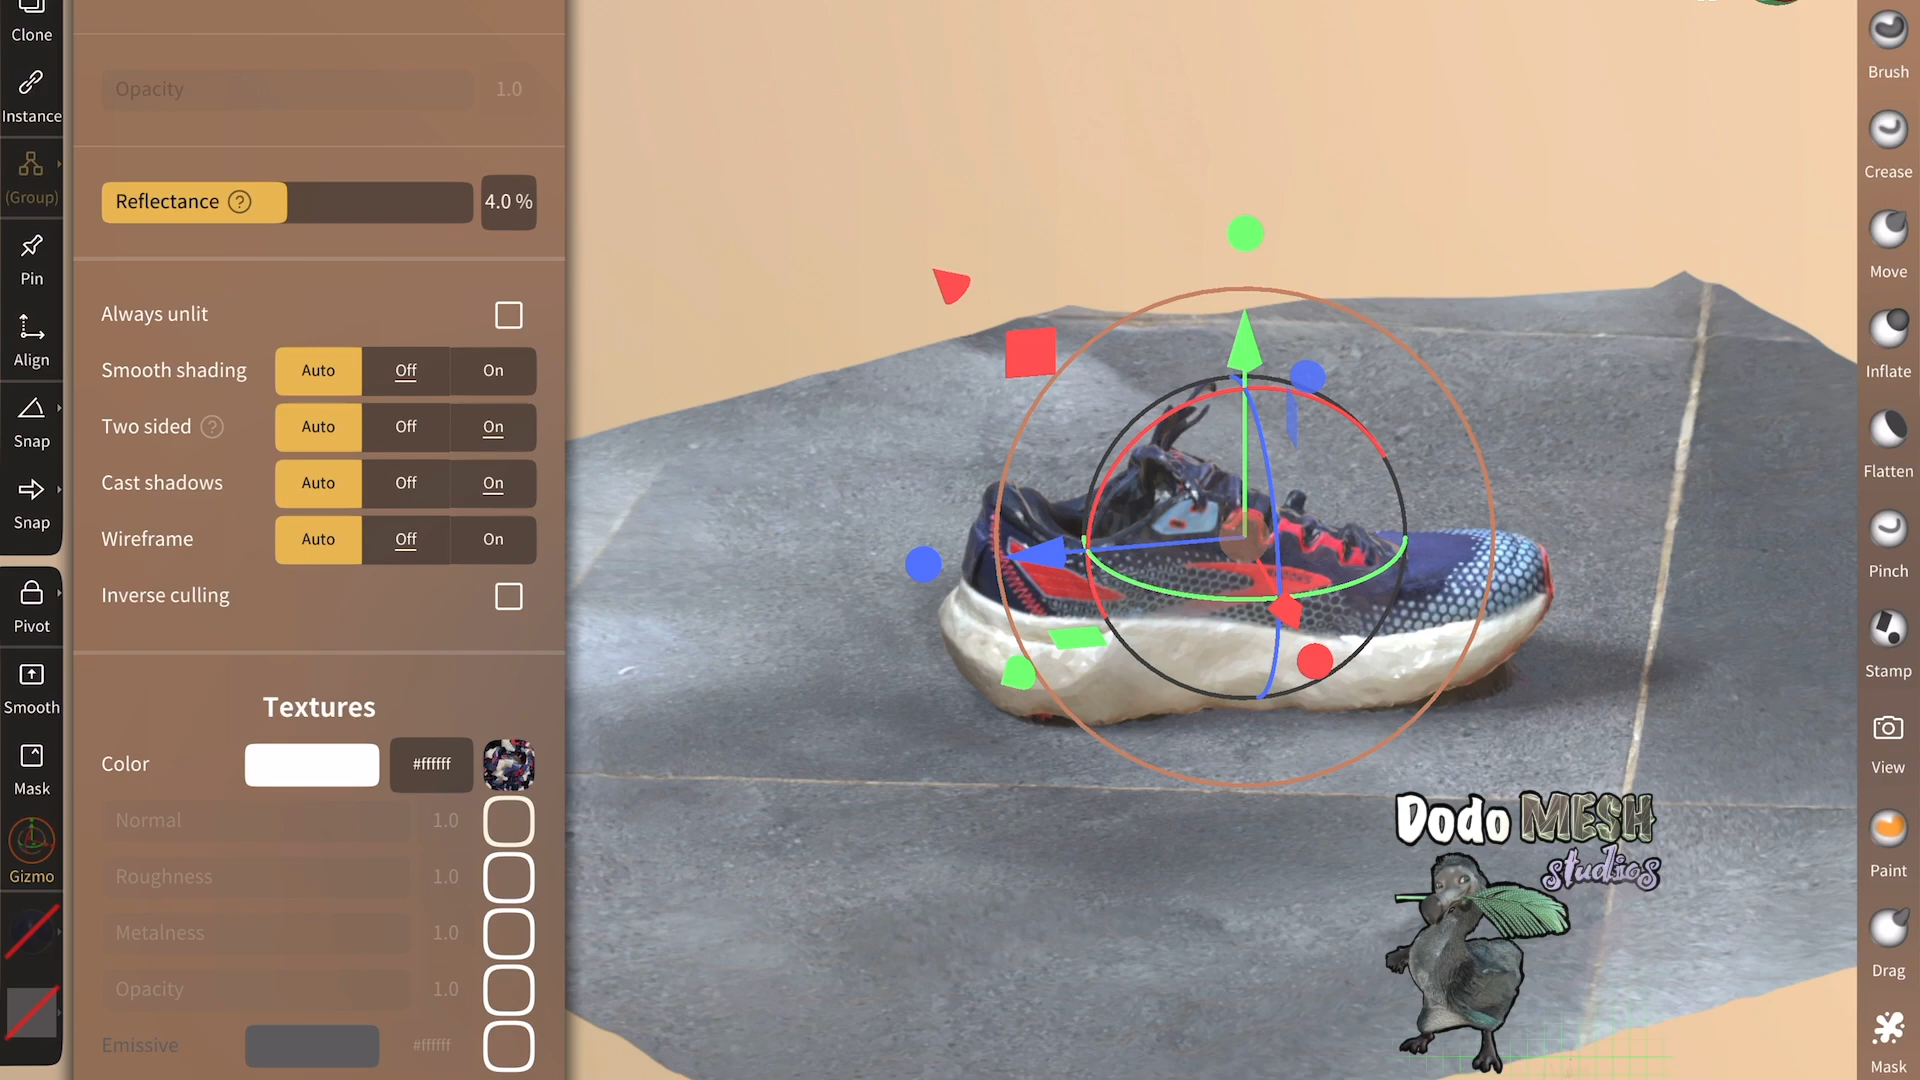 Clone
Instance
(Group)
Pin
Align
Snap
Snap
Pivot
Smooth
Mask
Gizmo
Opacity 1.0
Reflectance ? 4.0 %
Always unlit
Smooth shading Auto Off On
Two sided ? Auto Off On
Cast shadows Auto Off On
Wireframe Auto Off On
Inverse culling
Textures
Color #ffffff
Normal 1.0
Roughness 1.0
Metalness 1.0
Opacity 1.0
Emissive #ffffff
Dodo MESH
studios
Brush
Crease
Move
Inflate
Flatten
Pinch
Stamp
View
Paint
Drag
Mask